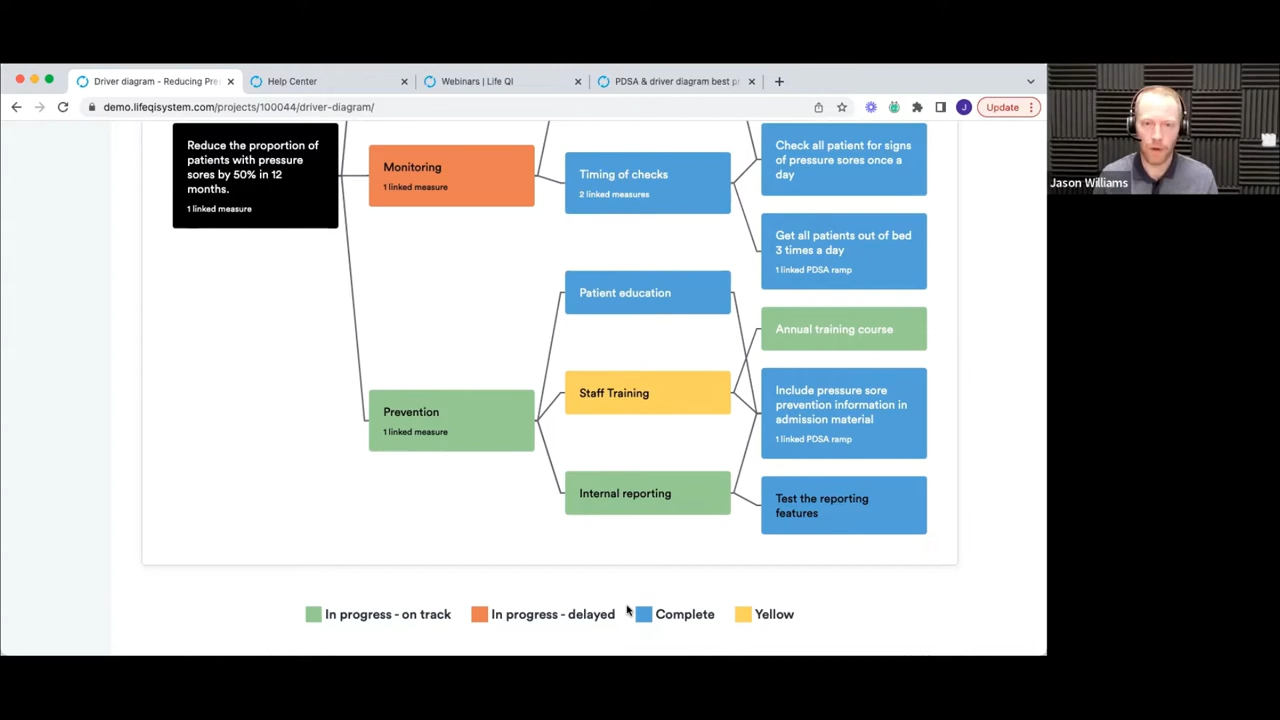 Driver diagram - Reducing Pre
Help Center
Webinars | Life QI
PDSA & driver diagram best pr
demo.lifeqisystem.com/projects/100044/driver-diagram/
J
Update
Jason Williams
Reduce the proportion of
patients with pressure
sores by 50% in 12
months.
1 linked measure
Monitoring
1 linked measure
Timing of checks
2 linked measures
Check all patient for signs
of pressure sores once a
day
Get all patients out of bed
3 times a day
1 linked PDSA ramp
Patient education
Annual training course
Staff Training
Include pressure sore
prevention information in
admission material
1 linked PDSA ramp
Prevention
1 linked measure
Internal reporting
Test the reporting
features
In progress - on track
In progress - delayed
Complete
Yellow